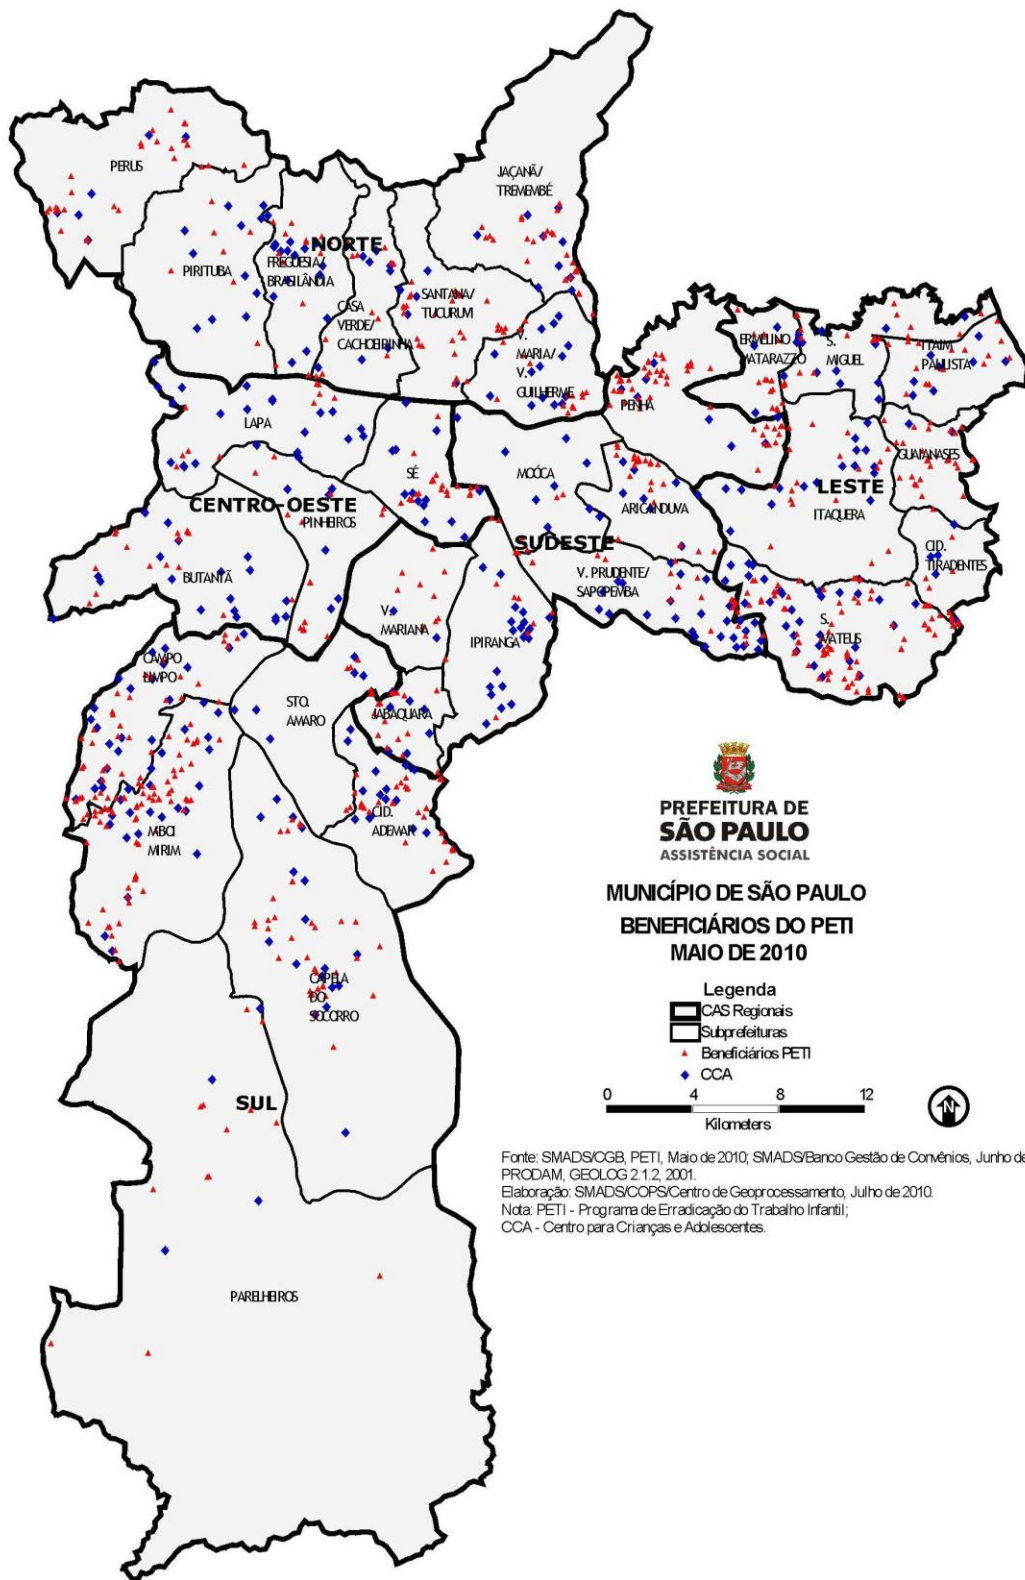 JAÇANÃ/
TREMEMBÉ
PERUS
NORTE
PIRITUBA
FREGUESIA/
BRASILÂNDIA
SANTANA/
TUCURUVI
CASA
VERDE/
CACHOEIRINHA
V.
MARIA/
V.
GUILHERME
ERMELINO
MATARAZZO
S.
MIGUEL
ITAIM
PAULISTA
PENHA
LAPA
SÉ
MOÓCA
GUAIANASES
LESTE
ITAQUERA
CENTRO-OESTE
PINHEIROS
ARICANDUVA
SUDESTE
CID.
TIRADENTES
BUTANTÃ
V. PRUDENTE/
SAPOPEMBA
V.
MARIANA
IPIRANGA
S.
MATEUS
CAMPO
LIMPO
STO.
AMARO
JABAQUARA
CID.
ADEMAR
M'BOI
MIRIM
CAPELA
DO
SOCORRO
SUL
PARELHEIROS
PREFEITURA DE
SÃO PAULO
ASSISTÊNCIA SOCIAL
MUNICÍPIO DE SÃO PAULO
BENEFICIÁRIOS DO PETI
MAIO DE 2010
Legenda
CAS Regionais
Subprefeituras
Beneficiários PETI
CCA
0 4 8 12
Kilometers
N
Fonte: SMADS/CGB, PETI, Maio de 2010; SMADS/Banco Gestão de Convênios, Junho de
PRODAM, GEOLOG 2.1.2, 2001.
Elaboração: SMADS/COPS/Centro de Geoprocessamento, Julho de 2010.
Nota: PETI - Programa de Erradicação do Trabalho Infantil;
CCA - Centro para Crianças e Adolescentes.